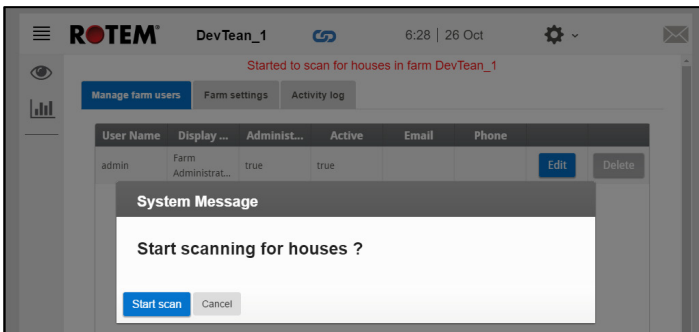 ROTEM DevTean_1 6:28 | 26 Oct
Started to scan for houses in farm DevTean_1
Manage farm users Farm settings Activity log
User Name Display ... Administ... Active Email Phone
admin Farm Administrat... true true Edit Delete
System Message
Start scanning for houses ?
Start scan Cancel